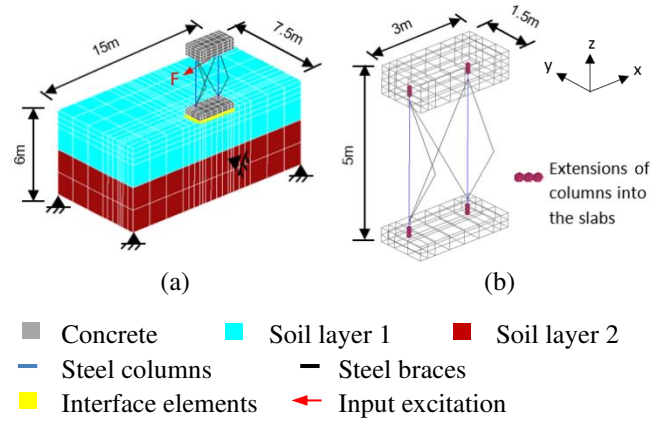 15m
7.5m
F
6m
(a)
3m
1.5m
5m
z
y
x
Extensions of
columns into
the slabs
(b)
Concrete
Soil layer 1
Soil layer 2
Steel columns
Steel braces
Interface elements
Input excitation